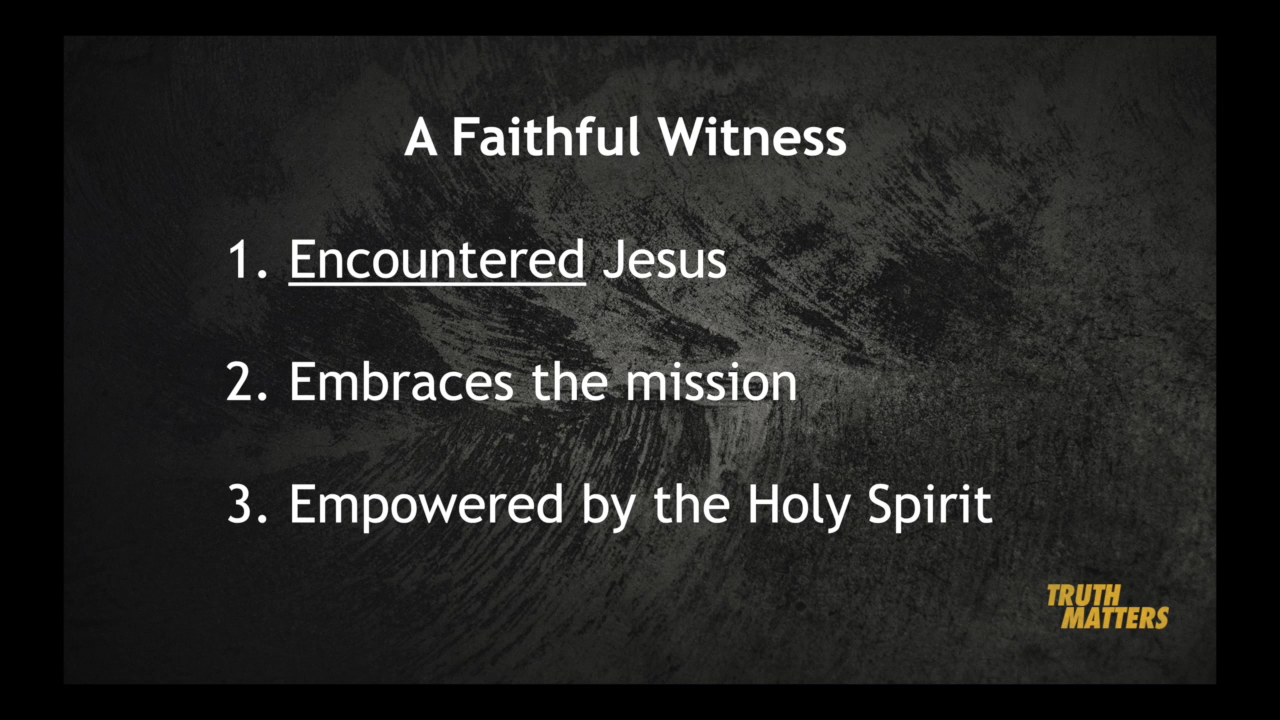 A Faithful Witness
1. Encountered Jesus
2. Embraces the mission
3. Empowered by the Holy Spirit
TRUTH
MATTERS